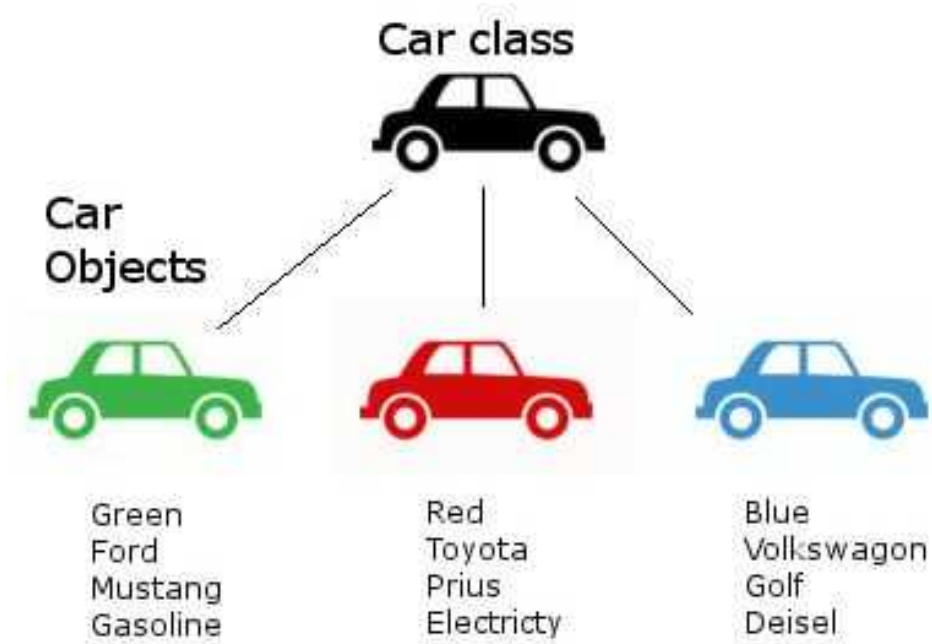 Car class
Car
Objects
Green
Ford
Mustang
Gasoline
Red
Toyota
Prius
Electricty
Blue
Volkswagon
Golf
Deisel